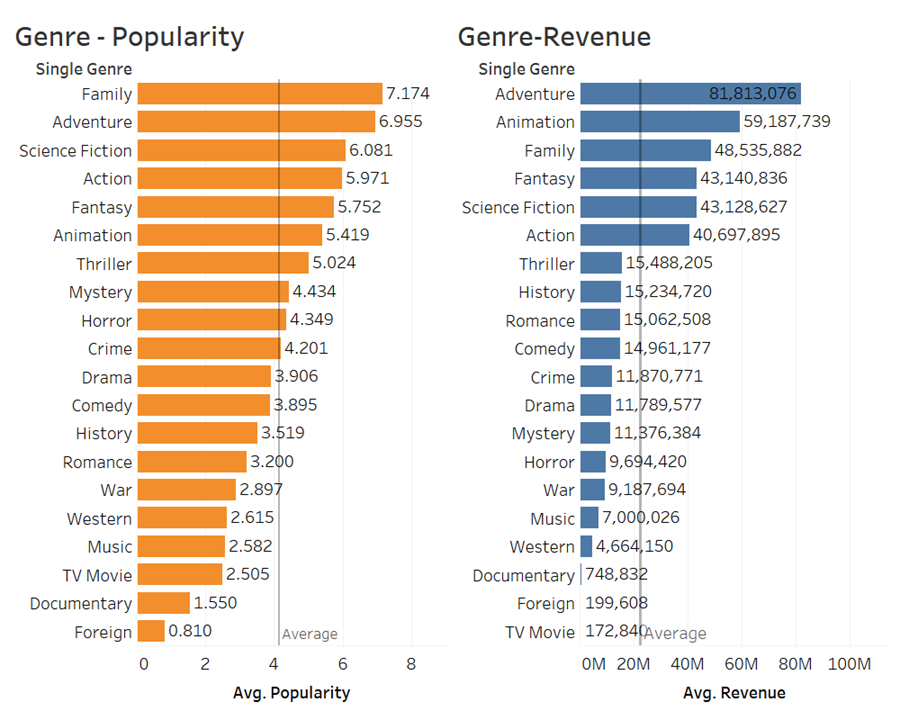 Genre - Popularity
Single Genre
Family 7.174
Adventure 6.955
Science Fiction 6.081
Action 5.971
Fantasy 5.752
Animation 5.419
Thriller 5.024
Mystery 4.434
Horror 4.349
Crime 4.201
Drama 3.906
Comedy 3.895
History 3.519
Romance 3.200
War 2.897
Western 2.615
Music 2.582
TV Movie 2.505
Documentary 1.550
Foreign 0.810
Average
0 2 4 6 8
Avg. Popularity
Genre-Revenue
Single Genre
Adventure 81,813,076
Animation 59,187,739
Family 48,535,882
Fantasy 43,140,836
Science Fiction 43,128,627
Action 40,697,895
Thriller 15,488,205
History 15,234,720
Romance 15,062,508
Comedy 14,961,177
Crime 11,870,771
Drama 11,789,577
Mystery 11,376,384
Horror 9,694,420
War 9,187,694
Music 7,000,026
Western 4,664,150
Documentary 748,832
Foreign 199,608
TV Movie 172,840
Average
0M 20M 40M 60M 80M 100M
Avg. Revenue